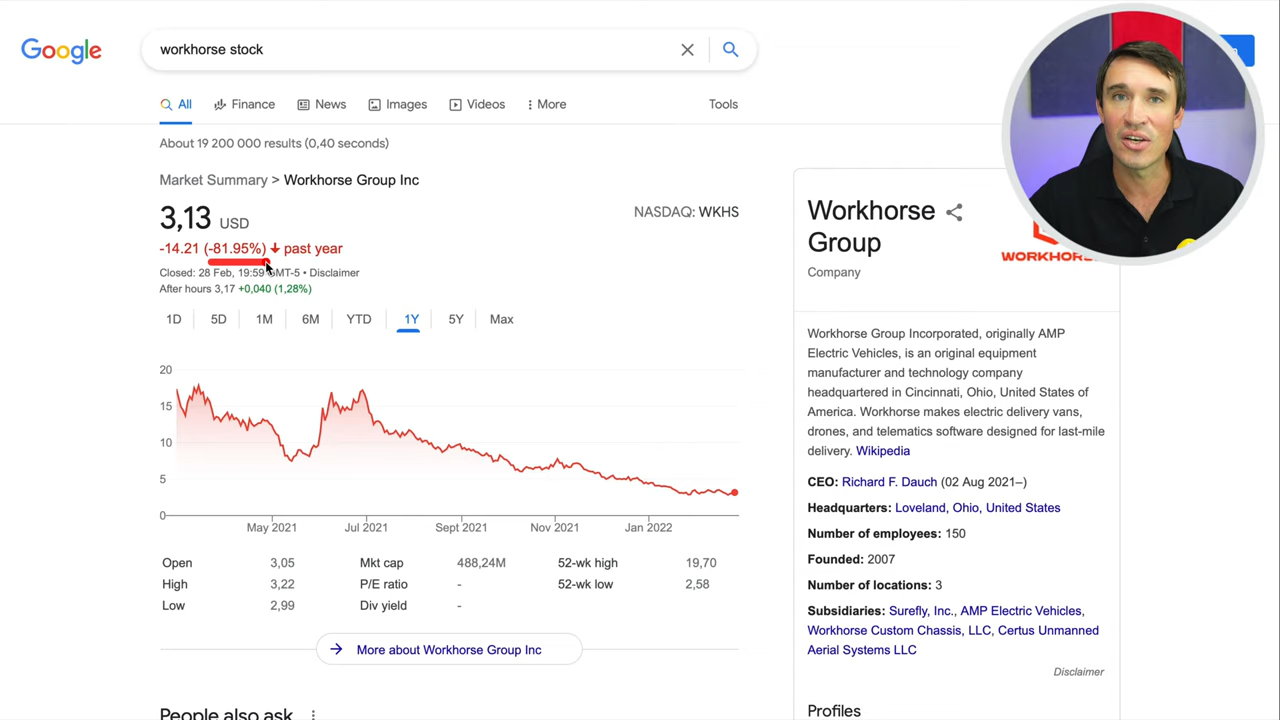 Google
workhorse stock
All
Finance
News
Images
Videos
More
Tools
About 19 200 000 results (0,40 seconds)
Market Summary > Workhorse Group Inc
3,13 USD
NASDAQ: WKHS
-14.21 (-81.95%) past year
Closed: 28 Feb, 19:59 GMT-5 • Disclaimer
After hours 3,17 +0,040 (1,28%)
1D 5D 1M 6M YTD 1Y 5Y Max
20
15
10
5
0
May 2021 Jul 2021 Sept 2021 Nov 2021 Jan 2022
Open 3,05 Mkt cap 488,24M 52-wk high 19,70
High 3,22 P/E ratio - 52-wk low 2,58
Low 2,99 Div yield -
More about Workhorse Group Inc
People also ask
Workhorse
Group
Company
WORKHOR
Workhorse Group Incorporated, originally AMP
Electric Vehicles, is an original equipment
manufacturer and technology company
headquartered in Cincinnati, Ohio, United States of
America. Workhorse makes electric delivery vans,
drones, and telematics software designed for last-mile
delivery. Wikipedia
CEO: Richard F. Dauch (02 Aug 2021–)
Headquarters: Loveland, Ohio, United States
Number of employees: 150
Founded: 2007
Number of locations: 3
Subsidiaries: Surefly, Inc., AMP Electric Vehicles,
Workhorse Custom Chassis, LLC, Certus Unmanned
Aerial Systems LLC
Disclaimer
Profiles